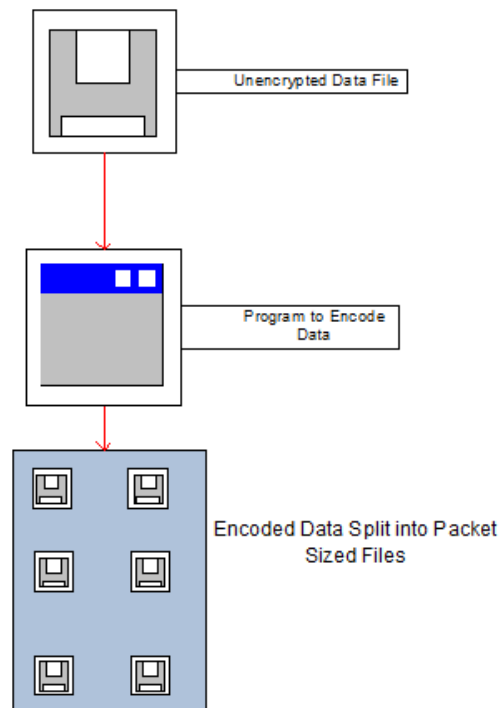 Unencrypted Data File
Program to Encode
Data
Encoded Data Split into Packet
Sized Files